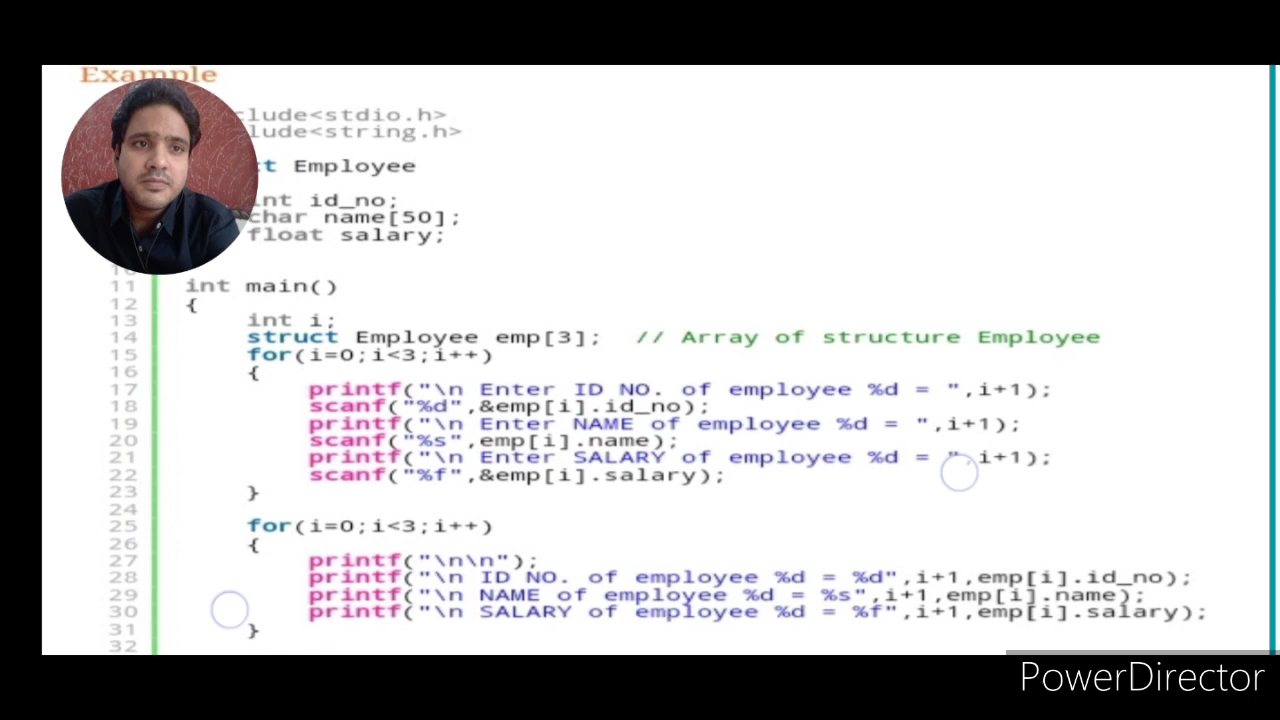 Example
clude<stdio.h>
lude<string.h>
t Employee
int id_no;
char name[50];
float salary;
10
11 int main()
12 {
13 int i;
14 struct Employee emp[3]; // Array of structure Employee
15 for(i=0;i<3;i++)
16 {
17 printf("\n Enter ID NO. of employee %d = ",i+1);
18 scanf("%d",&emp[i].id_no);
19 printf("\n Enter NAME of employee %d = ",i+1);
20 scanf("%s",emp[i].name);
21 printf("\n Enter SALARY of employee %d = ",i+1);
22 scanf("%f",&emp[i].salary);
23 }
24
25 for(i=0;i<3;i++)
26 {
27 printf("\n\n");
28 printf("\n ID NO. of employee %d = %d",i+1,emp[i].id_no);
29 printf("\n NAME of employee %d = %s",i+1,emp[i].name);
30 printf("\n SALARY of employee %d = %f",i+1,emp[i].salary);
31 }
32
PowerDirector